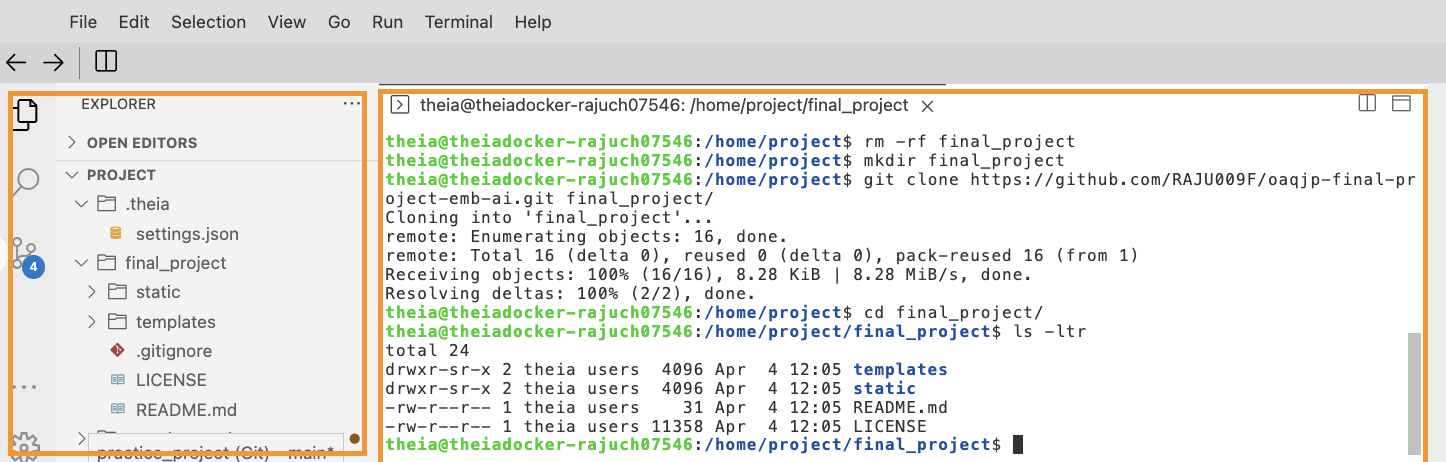 File Edit Selection View Go Run Terminal Help
EXPLORER
OPEN EDITORS
PROJECT
.theia
settings.json
final_project
static
templates
.gitignore
LICENSE
README.md
practice_project (Git) - main*
4
theia@theiadocker-rajuch07546: /home/project/final_project
theia@theiadocker-rajuch07546:/home/project$ rm -rf final_project
theia@theiadocker-rajuch07546:/home/project$ mkdir final_project
theia@theiadocker-rajuch07546:/home/project$ git clone https://github.com/RAJU009F/oaqjp-final-pr
oject-emb-ai.git final_project/
Cloning into 'final_project'...
remote: Enumerating objects: 16, done.
remote: Total 16 (delta 0), reused 0 (delta 0), pack-reused 16 (from 1)
Receiving objects: 100% (16/16), 8.28 KiB | 8.28 MiB/s, done.
Resolving deltas: 100% (2/2), done.
theia@theiadocker-rajuch07546:/home/project$ cd final_project/
theia@theiadocker-rajuch07546:/home/project/final_project$ ls -ltr
total 24
drwxr-sr-x 2 theia users  4096 Apr  4 12:05 templates
drwxr-sr-x 2 theia users  4096 Apr  4 12:05 static
-rw-r--r-- 1 theia users    31 Apr  4 12:05 README.md
-rw-r--r-- 1 theia users 11358 Apr  4 12:05 LICENSE
theia@theiadocker-rajuch07546:/home/project/final_project$